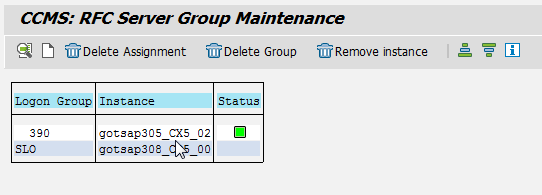 CCMS: RFC Server Group Maintenance
Delete Assignment Delete Group Remove instance
Logon Group Instance Status
390 gotsap305_CX5_02
SLO